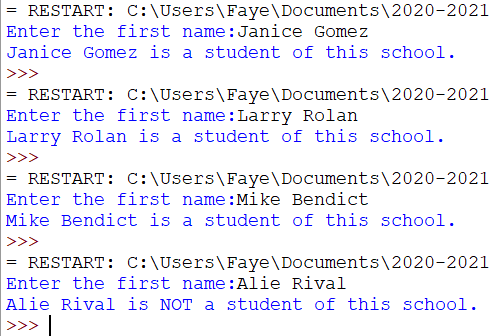 = RESTART: C:\Users\Faye\Documents\2020-2021
Enter the first name:Janice Gomez
Janice Gomez is a student of this school.
>>>
= RESTART: C:\Users\Faye\Documents\2020-2021
Enter the first name:Larry Rolan
Larry Rolan is a student of this school.
>>>
= RESTART: C:\Users\Faye\Documents\2020-2021
Enter the first name:Mike Bendict
Mike Bendict is a student of this school.
>>>
= RESTART: C:\Users\Faye\Documents\2020-2021
Enter the first name:Alie Rival
Alie Rival is NOT a student of this school.
>>>